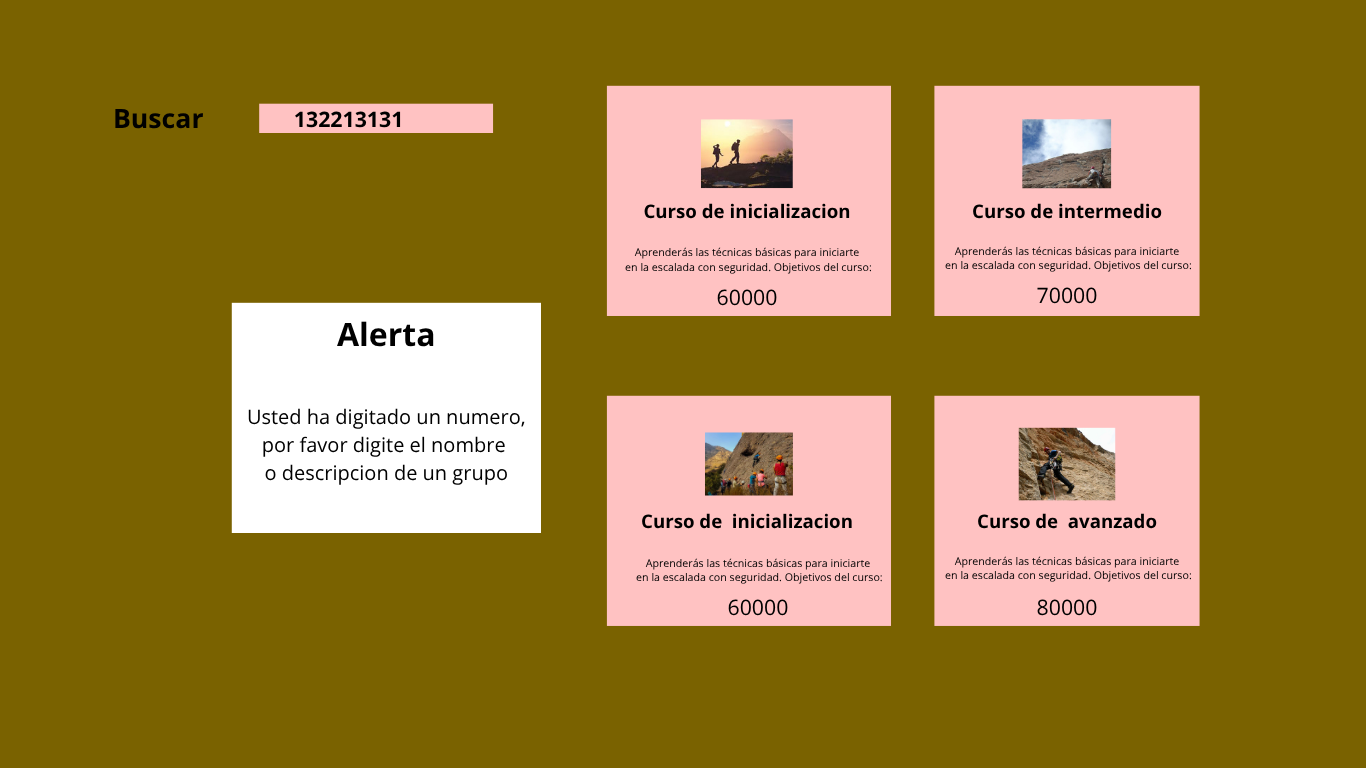 Buscar
132213131
Alerta
Usted ha digitado un numero,
por favor digite el nombre
o descripcion de un grupo
Curso de inicializacion
Aprenderás las técnicas básicas para iniciarte
en la escalada con seguridad. Objetivos del curso:
60000
Curso de intermedio
Aprenderás las técnicas básicas para iniciarte
en la escalada con seguridad. Objetivos del curso:
70000
Curso de  inicializacion
Aprenderás las técnicas básicas para iniciarte
en la escalada con seguridad. Objetivos del curso:
60000
Curso de  avanzado
Aprenderás las técnicas básicas para iniciarte
en la escalada con seguridad. Objetivos del curso:
80000